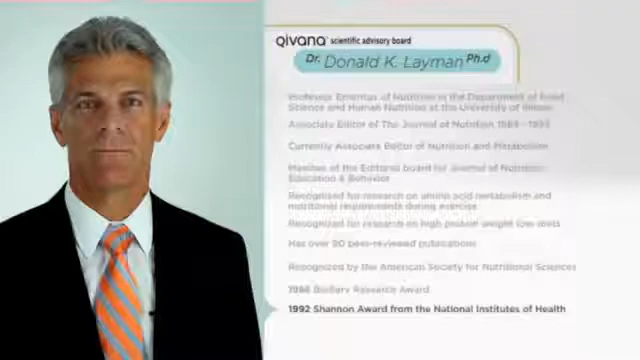 qivana scientific advisory board
Dr. Donald K. Layman Ph.d
Professor Emeritus of Nutrition in the Department of Food
Science and Human Nutrition at the University of Illinois
Associate Editor of The Journal of Nutrition 1989 - 1995
Currently Associate Editor of Nutrition and Metabolism
Member of the Editorial board for Journal of Nutrition
Education & Behavior
Recognized for research on amino acid metabolism and
nutritional requirements during exercise
Recognized for research on high protein weight loss diets
Has over 90 peer-reviewed publications
Recognized by the American Society for Nutritional Sciences
Research Award
1992 Shannon Award from the National Institutes of Health